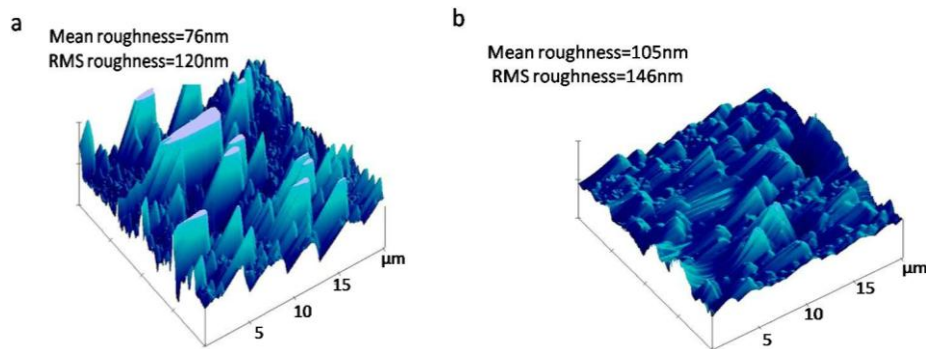 a
Mean roughness=76nm
RMS roughness=120nm
5
10
15
μm
b
Mean roughness=105nm
RMS roughness=146nm
5
10
15
μm